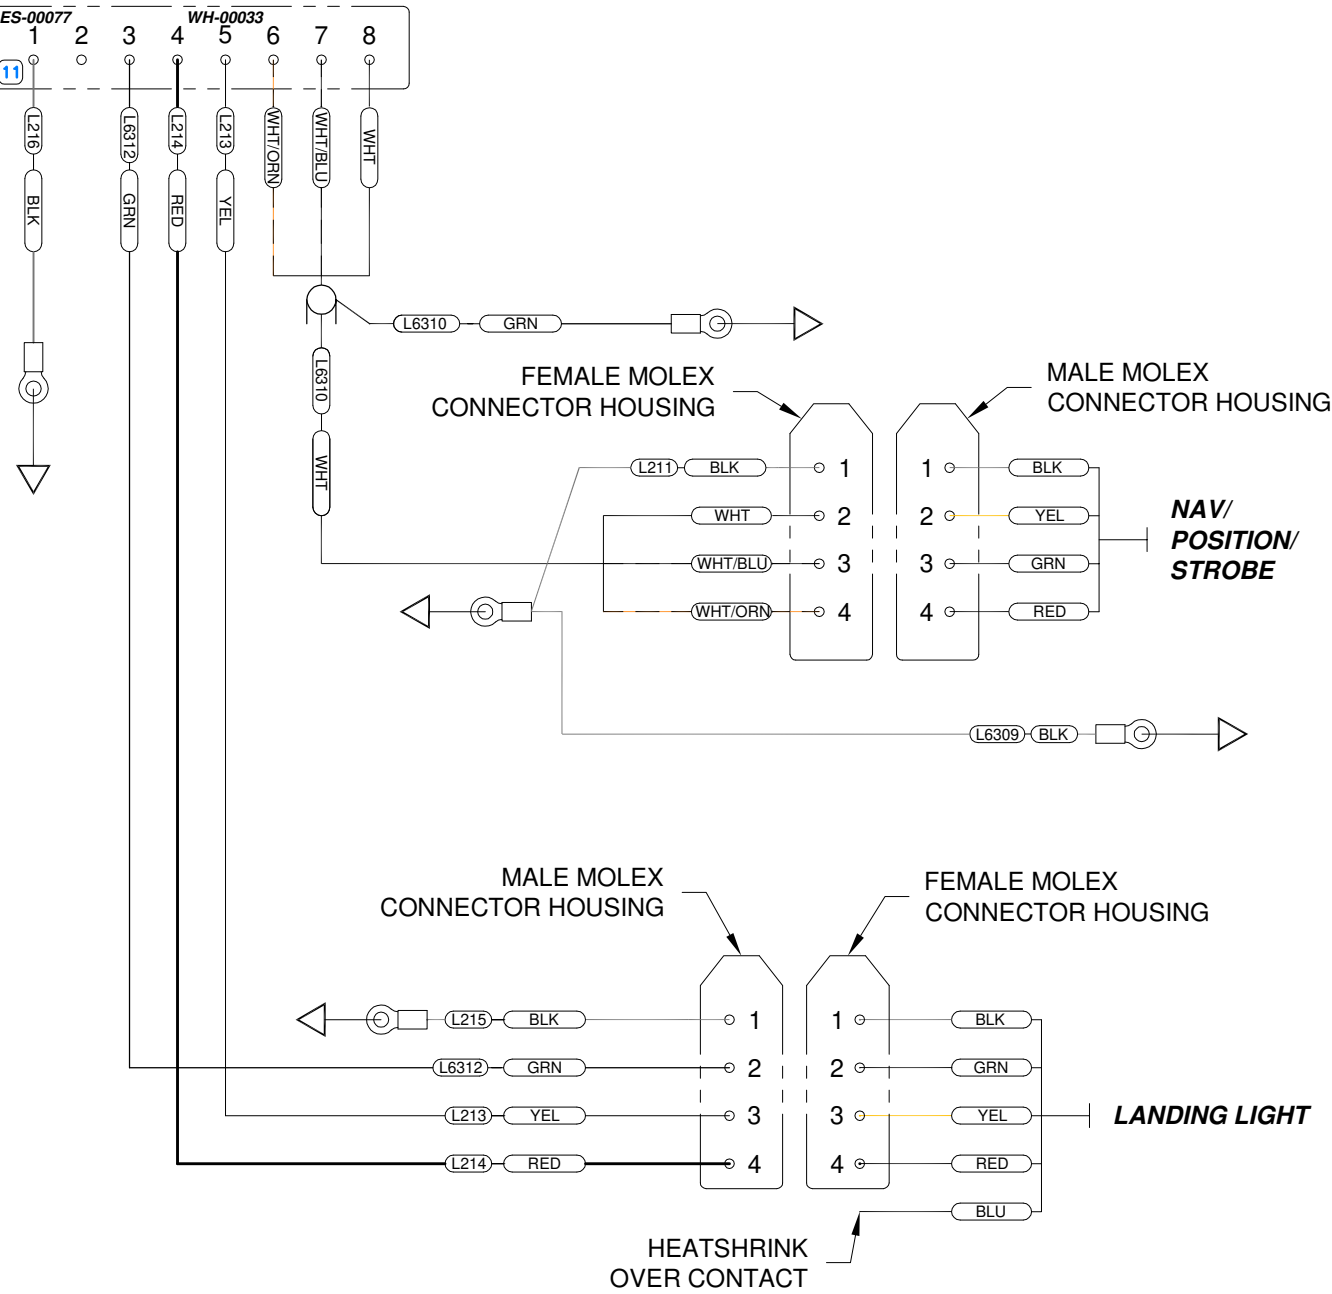 ES-00077 WH-00033
1 2 3 4 5 6 7 8
11
L216 L6312 L214 L213 WHT/ORN WHT/BLU WHT
BLK GRN RED YEL
L6310 GRN
L6310
WHT
FEMALE MOLEX
CONNECTOR HOUSING
MALE MOLEX
CONNECTOR HOUSING
L211 BLK 1 1 BLK
WHT 2 2 YEL
WHT/BLU 3 3 GRN
WHT/ORN 4 4 RED
NAV/
POSITION/
STROBE
L6309 BLK
MALE MOLEX
CONNECTOR HOUSING
FEMALE MOLEX
CONNECTOR HOUSING
L215 BLK 1 1 BLK
L6312 GRN 2 2 GRN
L213 YEL 3 3 YEL
L214 RED 4 4 RED
LANDING LIGHT
BLU
HEATSHRINK
OVER CONTACT